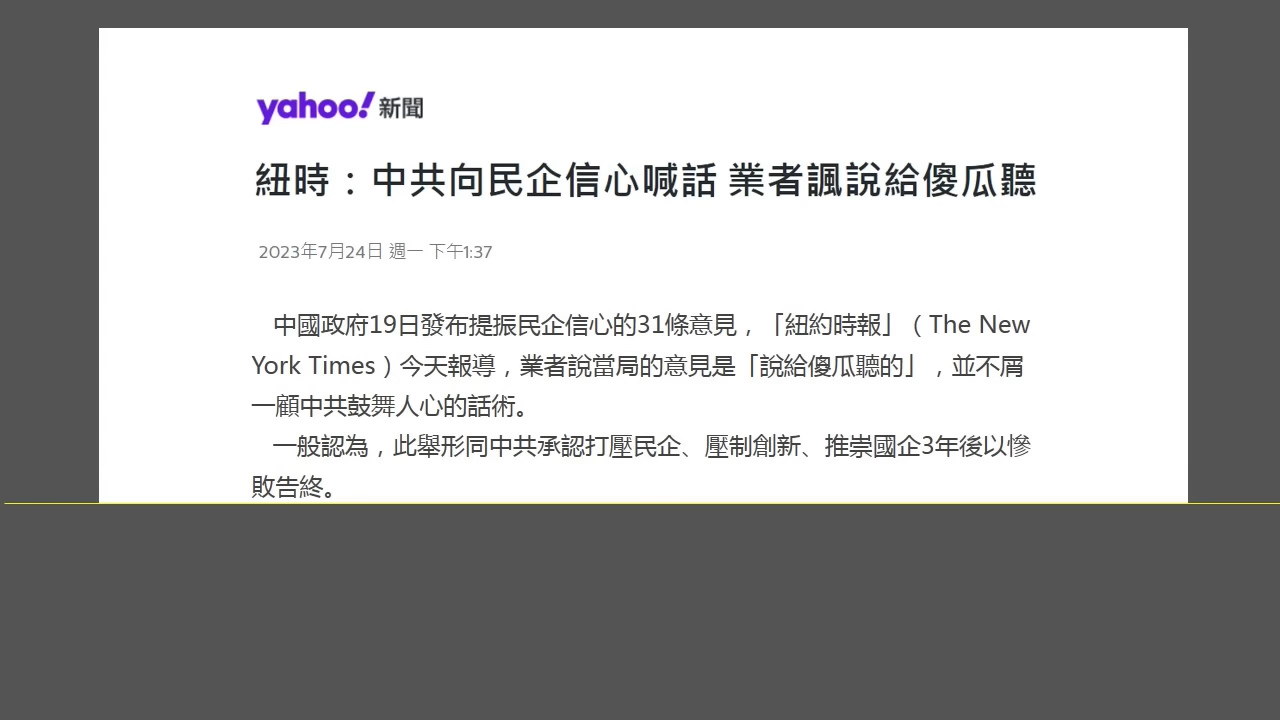 yahoo!新聞
紐時：中共向民企信心喊話 業者諷說給傻瓜聽
2023年7月24日 週一 下午1:37
中國政府19日發布提振民企信心的31條意見，「紐約時報」（The New
York Times）今天報導，業者說當局的意見是「說給傻瓜聽的」，並不屑
一顧中共鼓舞人心的話術。
一般認為，此舉形同中共承認打壓民企、壓制創新、推崇國企3年後以慘
敗告終。